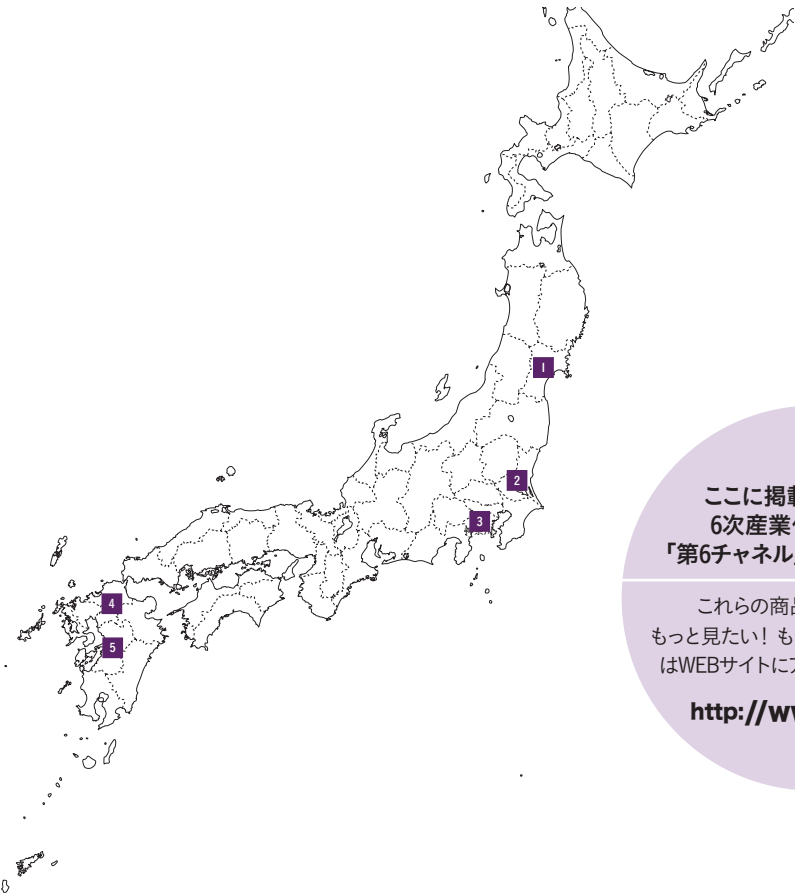 1
2
3
4
5
ここに掲載
6次産業
「第6チャネル」
これらの商品
もっと見たい! も
はWEBサイトに
http://w